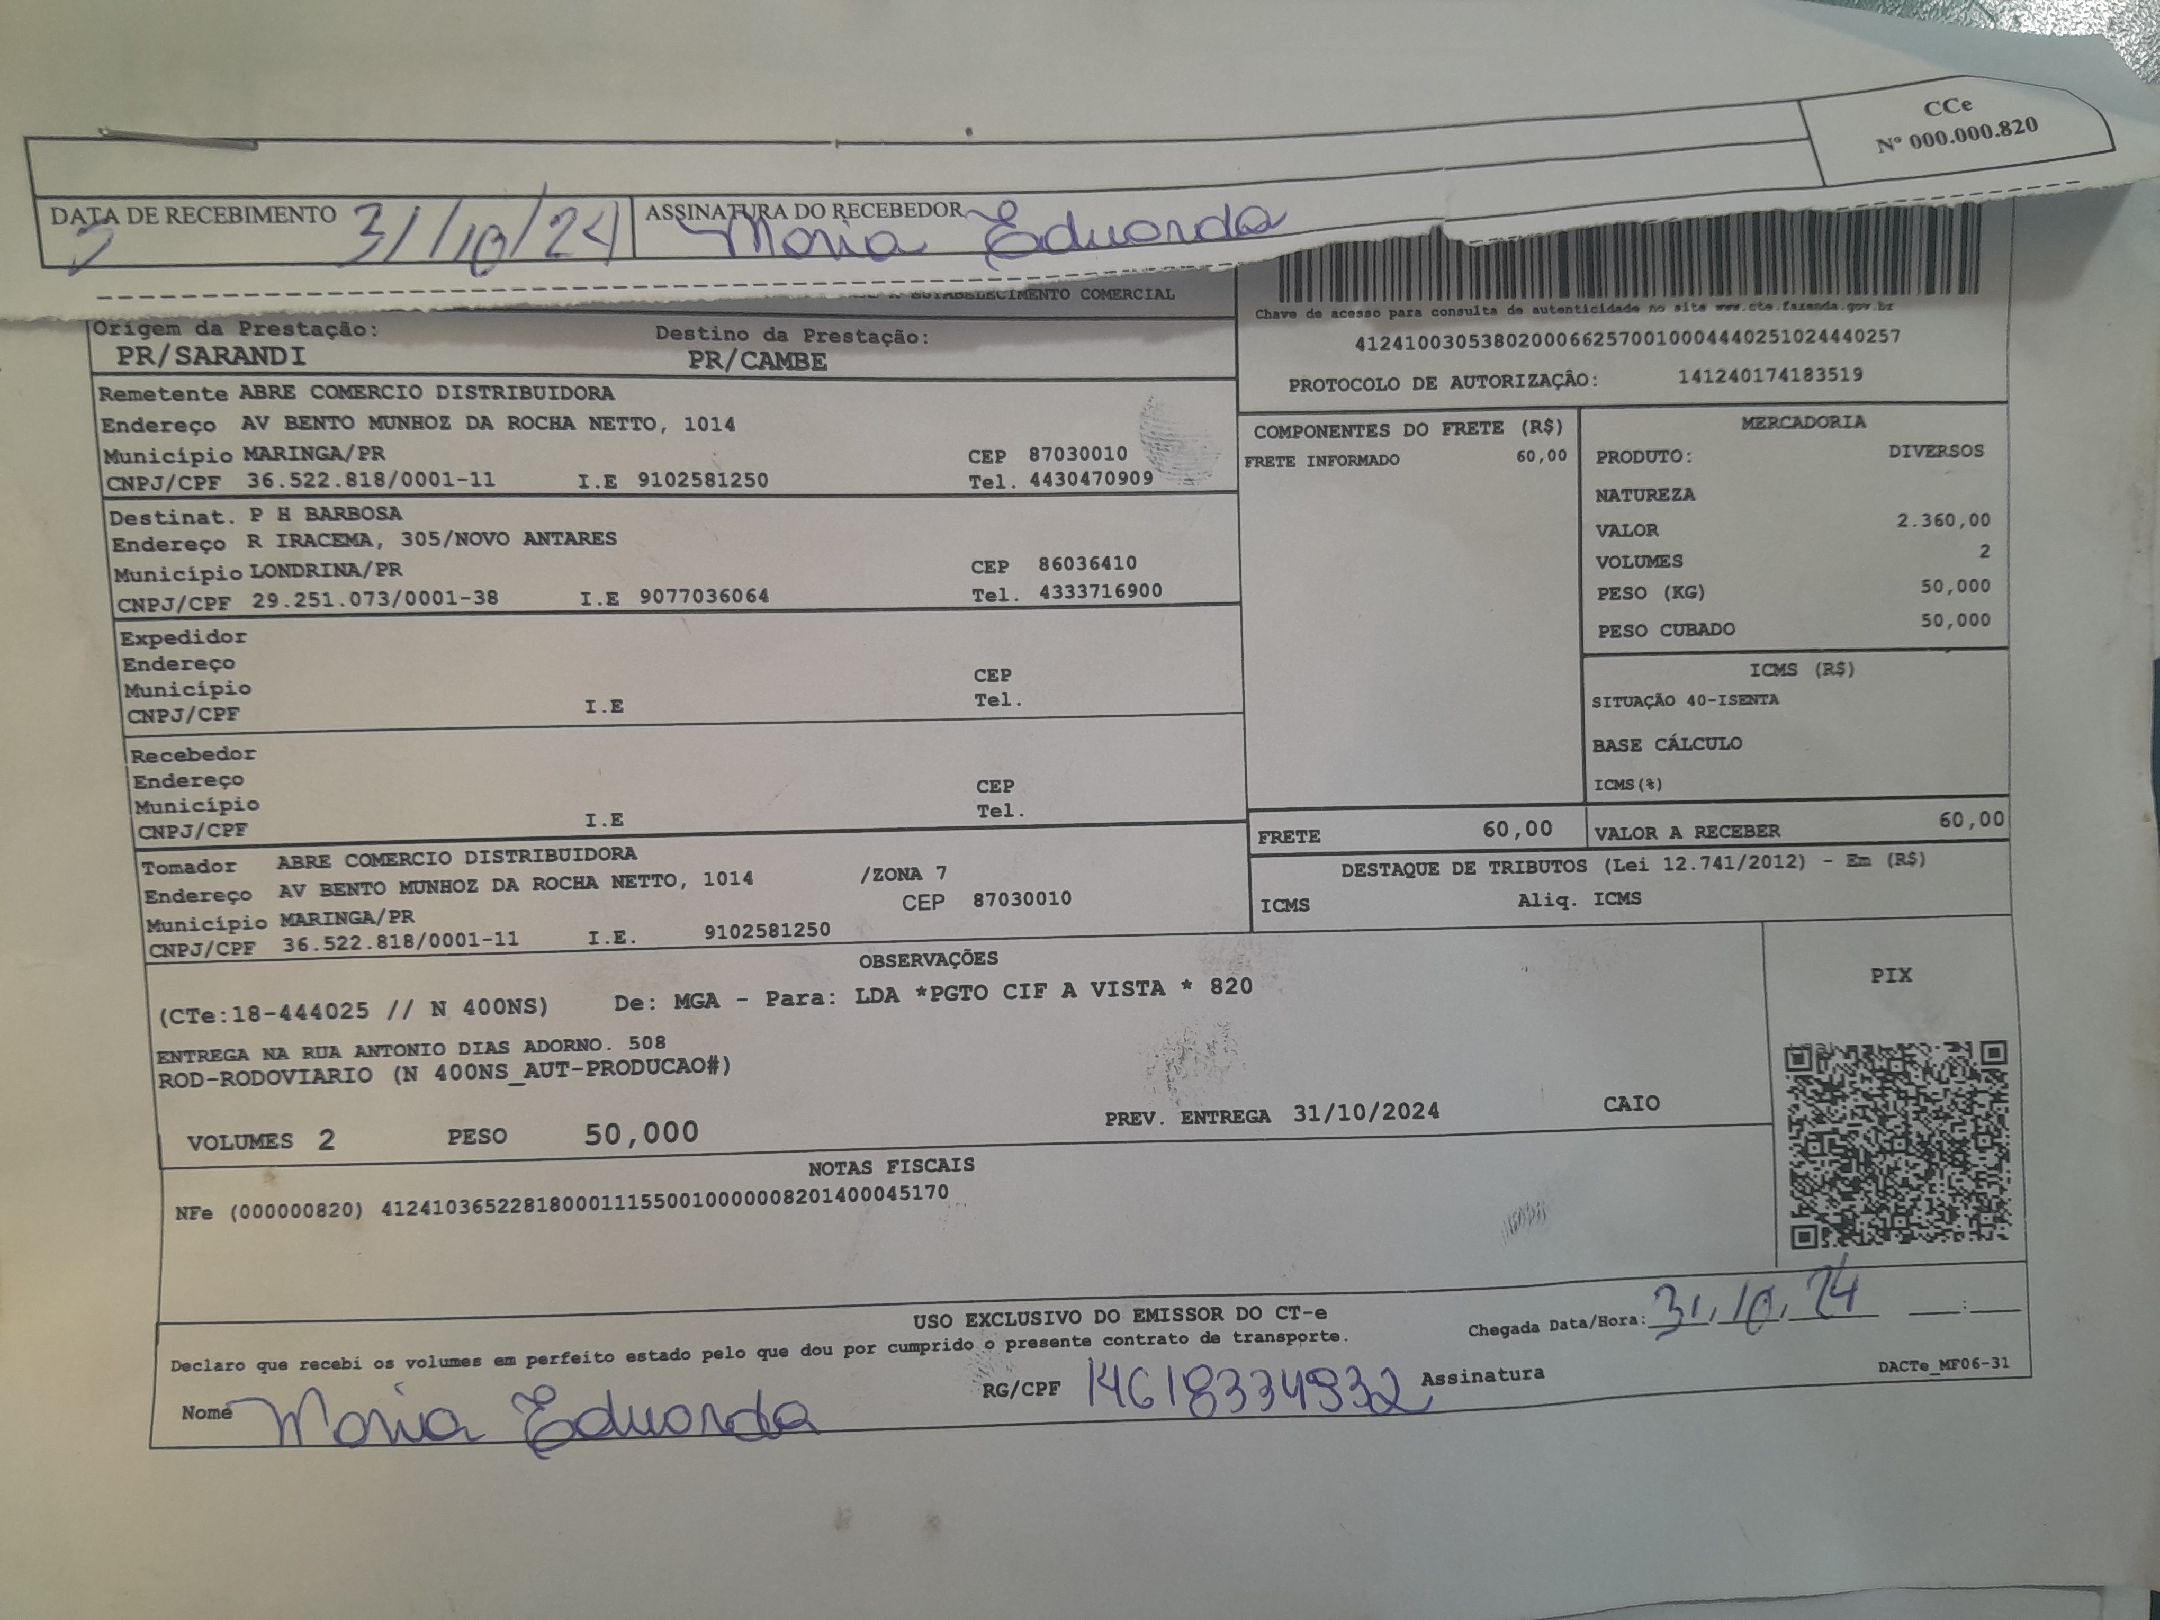 CCe
Nº 000.000.820
DATA DE RECEBIMENTO 31/10/24 ASSINATURA DO RECEBEDOR Maria Eduarda
ESTABELECIMENTO COMERCIAL
Chave de acesso para consulta de autenticidade no site www.cte.fazenda.gov.br
41241003053802000662570010004440251024440257
PROTOCOLO DE AUTORIZAÇÃO: 141240174183519
Origem da Prestação: Destino da Prestação:
PR/SARANDI PR/CAMBE
Remetente ABRE COMERCIO DISTRIBUIDORA
Endereço AV BENTO MUNHOZ DA ROCHA NETTO, 1014
Município MARINGA/PR CEP 87030010
CNPJ/CPF 36.522.818/0001-11 I.E 9102581250 Tel. 4430470909
Destinat. P H BARBOSA
Endereço R IRACEMA, 305/NOVO ANTARES
Município LONDRINA/PR CEP 86036410
CNPJ/CPF 29.251.073/0001-38 I.E 9077036064 Tel. 4333716900
Expedidor
Endereço
Município CEP
CNPJ/CPF I.E Tel.
Recebedor
Endereço
Município CEP
CNPJ/CPF I.E Tel.
Tomador ABRE COMERCIO DISTRIBUIDORA
Endereço AV BENTO MUNHOZ DA ROCHA NETTO, 1014 /ZONA 7
Município MARINGA/PR CEP 87030010
CNPJ/CPF 36.522.818/0001-11 I.E. 9102581250
COMPONENTES DO FRETE (R$)
FRETE INFORMADO 60,00
MERCADORIA
PRODUTO: DIVERSOS
NATUREZA
VALOR 2.360,00
VOLUMES 2
PESO (KG) 50,000
PESO CUBADO 50,000
ICMS (R$)
SITUAÇÃO 40-ISENTA
BASE CÁLCULO
ICMS(%)
FRETE 60,00 VALOR A RECEBER 60,00
DESTAQUE DE TRIBUTOS (Lei 12.741/2012) - Em (R$)
ICMS Aliq. ICMS
OBSERVAÇÕES
(CTe:18-444025 // N 400NS) De: MGA - Para: LDA *PGTO CIF A VISTA * 820
ENTREGA NA RUA ANTONIO DIAS ADORNO. 508
ROD-RODOVIARIO (N 400NS_AUT-PRODUCAO#)
VOLUMES 2 PESO 50,000 PREV. ENTREGA 31/10/2024 CAIO
PIX
NOTAS FISCAIS
NFe (000000820) 41241036522818000111550010000008201400045170
USO EXCLUSIVO DO EMISSOR DO CT-e
Declaro que recebi os volumes em perfeito estado pelo que dou por cumprido o presente contrato de transporte.
Chegada Data/Hora: 31/10/24 __:__
Nome Maria Eduarda RG/CPF 14618334932 Assinatura
DACTe_MF06-31